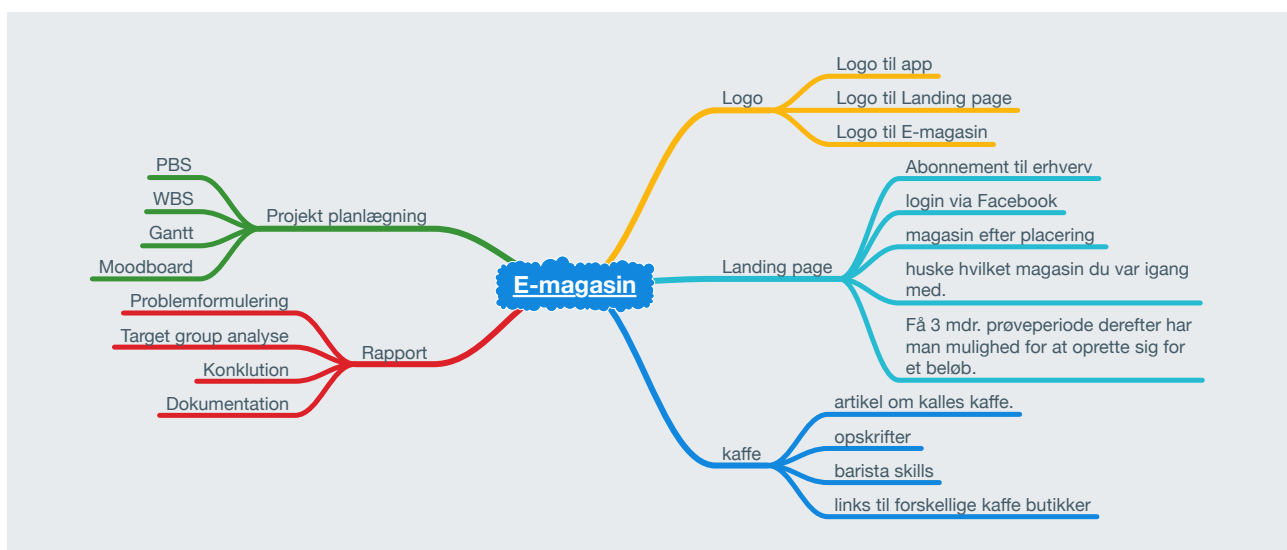 E-magasin
Logo
Logo til app
Logo til Landing page
Logo til E-magasin
Landing page
Abonnement til erhverv
login via Facebook
magasin efter placering
huske hvilket magasin du var igang
med.
Få 3 mdr. prøveperiode derefter har
man mulighed for at oprette sig for
et beløb.
kaffe
artikel om kalles kaffe.
opskrifter
barista skills
links til forskellige kaffe butikker
Projekt planlægning
PBS
WBS
Gantt
Moodboard
Rapport
Problemformulering
Target group analyse
Konklution
Dokumentation